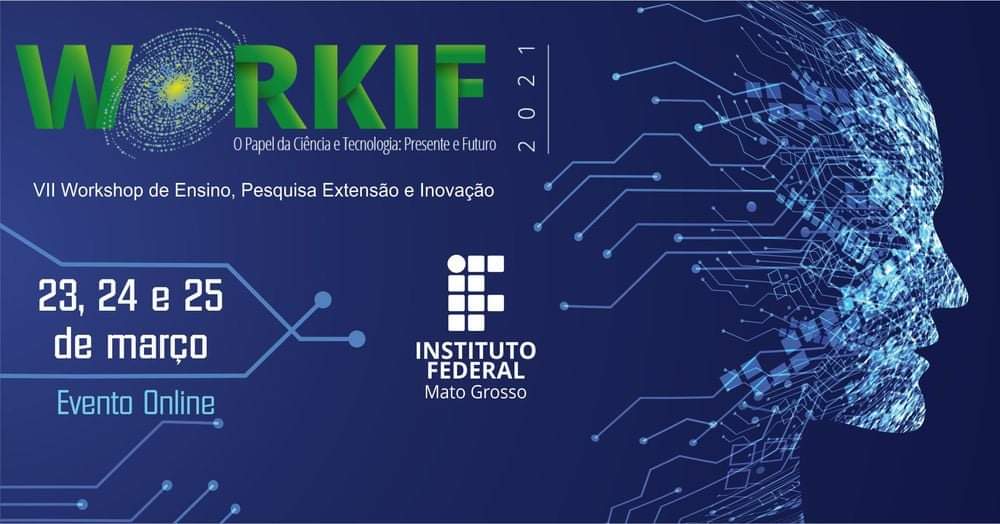 WORKIF
2021
O Papel da Ciência e Tecnologia: Presente e Futuro
VII Workshop de Ensino, Pesquisa Extensão e Inovação
23, 24 e 25
de março
Evento Online
IF
INSTITUTO
FEDERAL
Mato Grosso